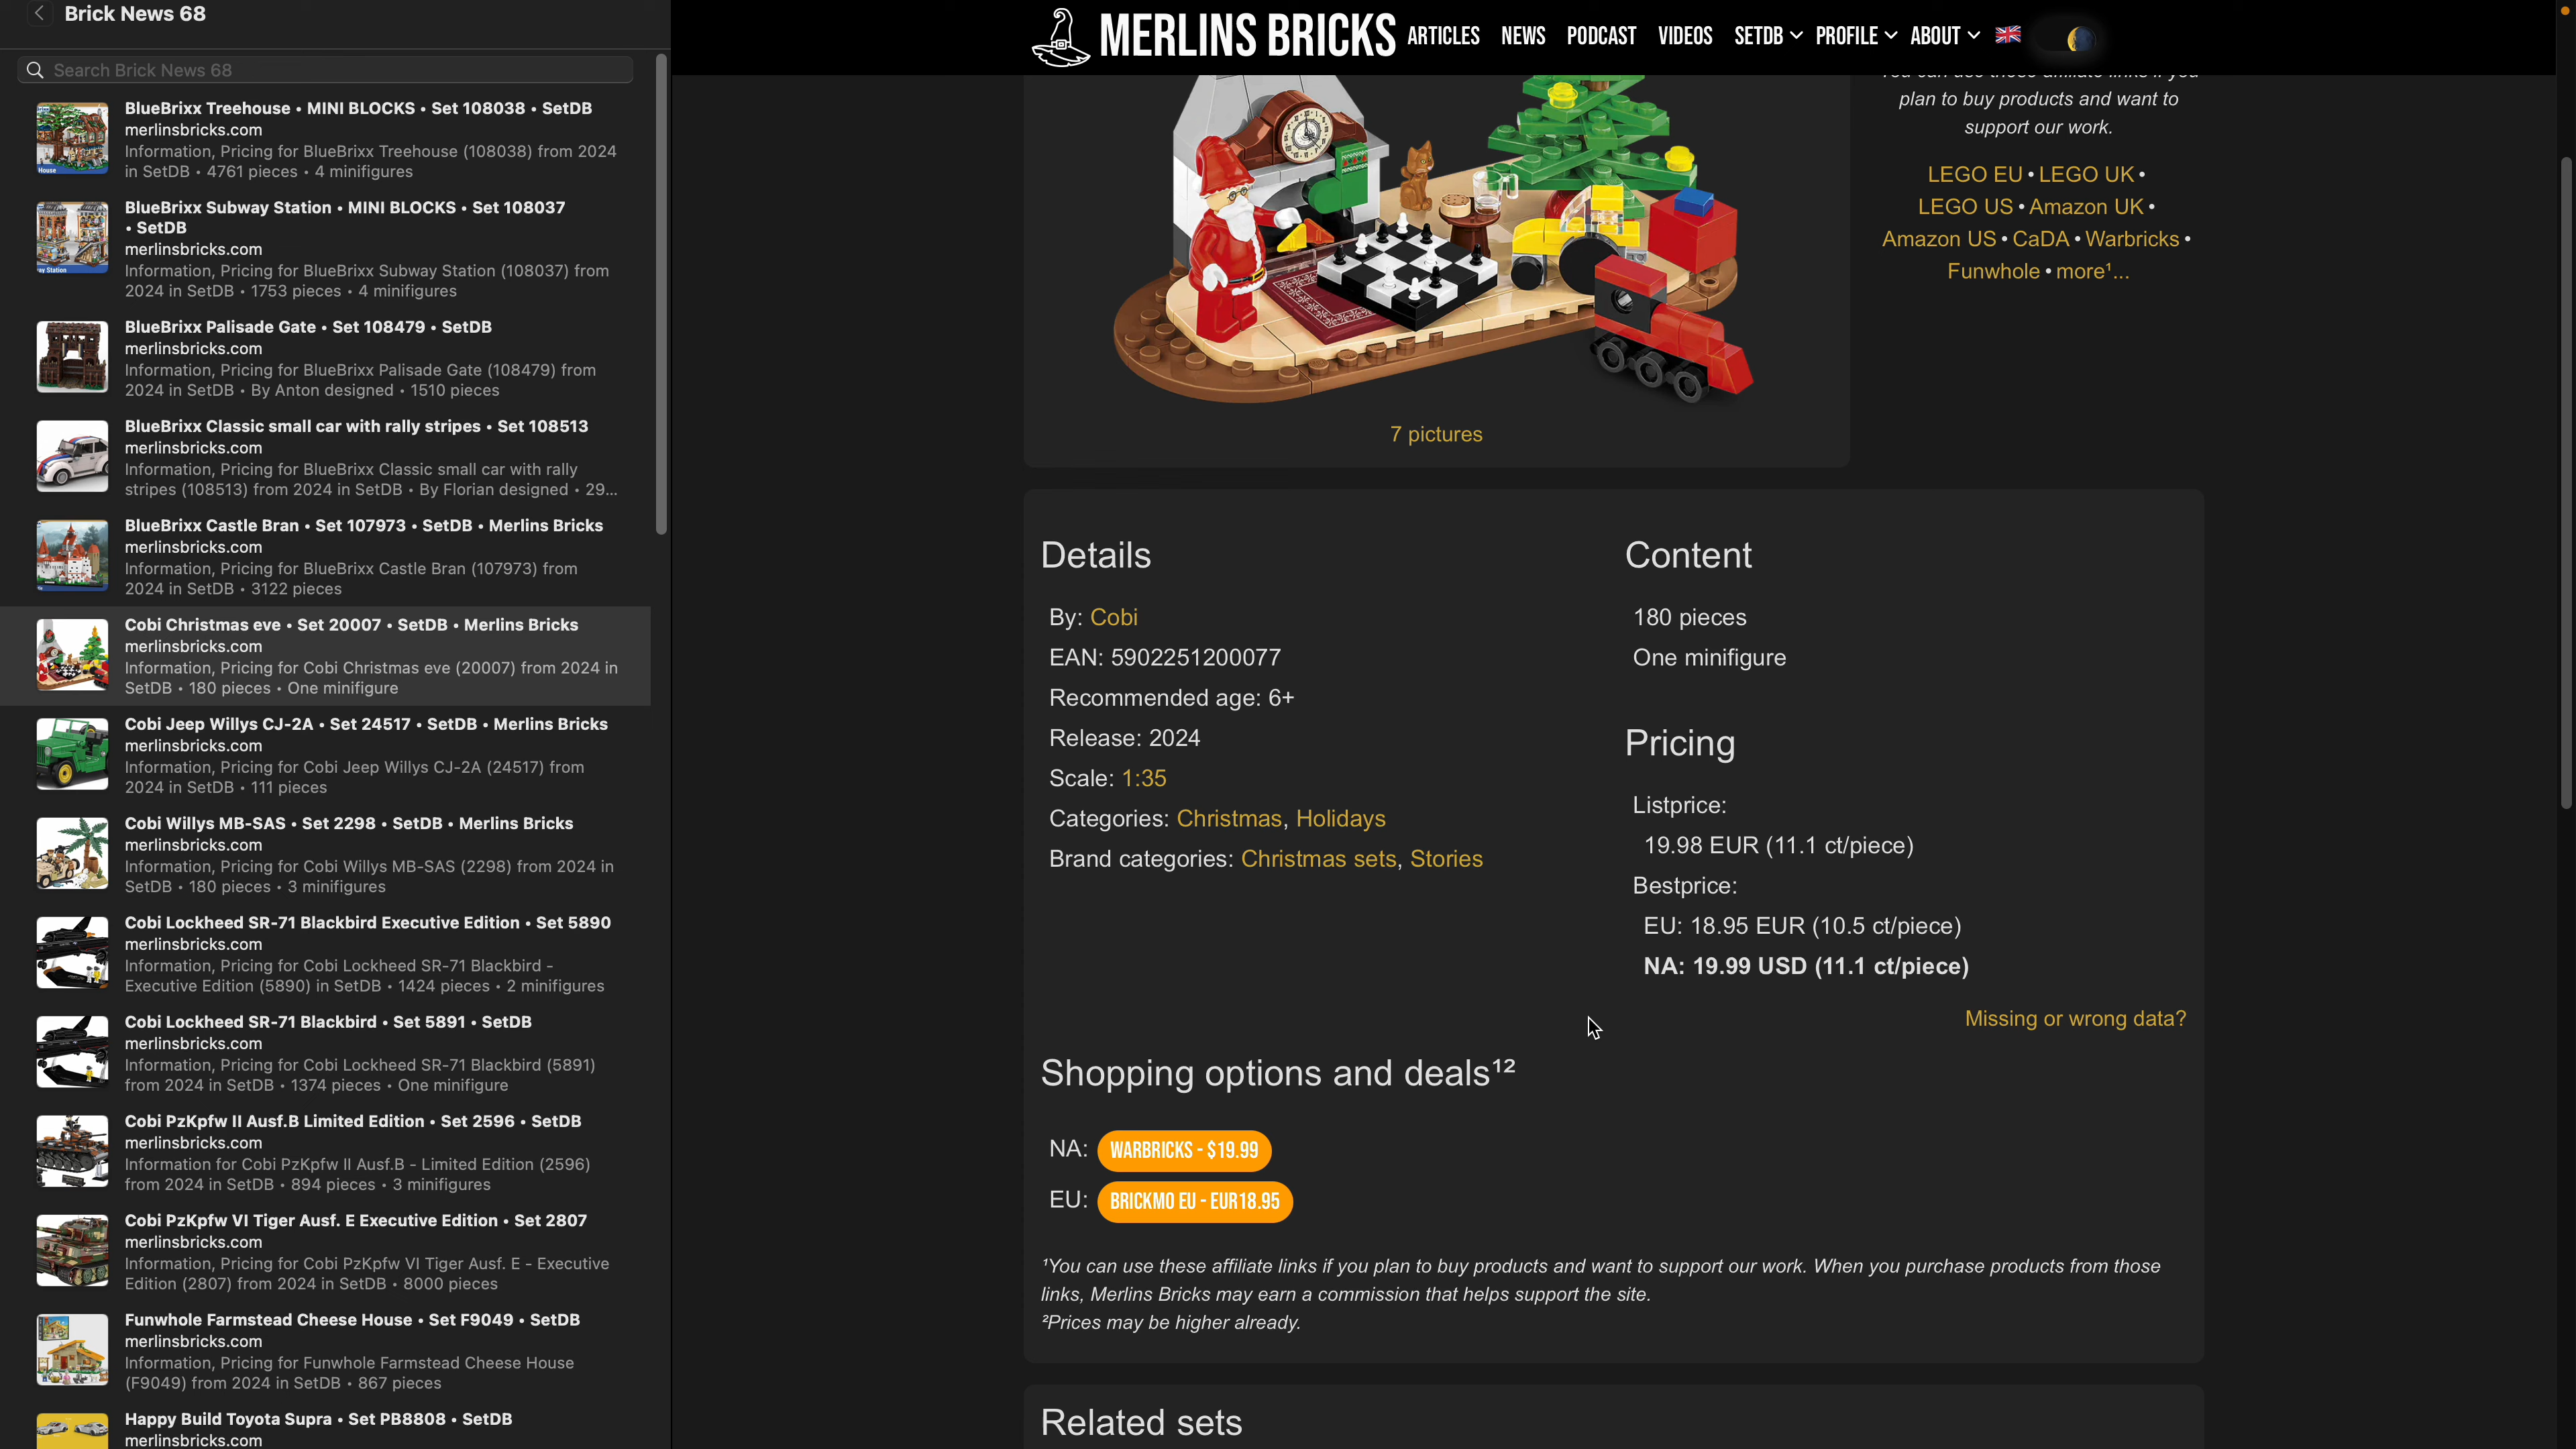 Brick News 68
Search Brick News 68
BlueBrixx Treehouse • MINI BLOCKS • Set 108038 • SetDB
merlinsbricks.com
Information, Pricing for BlueBrixx Treehouse (108038) from 2024
in SetDB • 4761 pieces • 4 minifigures
House
BlueBrixx Subway Station • MINI BLOCKS • Set 108037
• SetDB
merlinsbricks.com
Information, Pricing for BlueBrixx Subway Station (108037) from
2024 in SetDB • 1753 pieces • 4 minifigures
ay Station
BlueBrixx Palisade Gate • Set 108479 • SetDB
merlinsbricks.com
Information, Pricing for BlueBrixx Palisade Gate (108479) from
2024 in SetDB • By Anton designed • 1510 pieces
BlueBrixx Classic small car with rally stripes • Set 108513
merlinsbricks.com
Information, Pricing for BlueBrixx Classic small car with rally
stripes (108513) from 2024 in SetDB • By Florian designed • 29...
BlueBrixx Castle Bran • Set 107973 • SetDB • Merlins Bricks
merlinsbricks.com
Information, Pricing for BlueBrixx Castle Bran (107973) from
2024 in SetDB • 3122 pieces
Cobi Christmas eve • Set 20007 • SetDB • Merlins Bricks
merlinsbricks.com
Information, Pricing for Cobi Christmas eve (20007) from 2024 in
SetDB • 180 pieces • One minifigure
Cobi Jeep Willys CJ-2A • Set 24517 • SetDB • Merlins Bricks
merlinsbricks.com
Information, Pricing for Cobi Jeep Willys CJ-2A (24517) from
2024 in SetDB • 111 pieces
Cobi Willys MB-SAS • Set 2298 • SetDB • Merlins Bricks
merlinsbricks.com
Information, Pricing for Cobi Willys MB-SAS (2298) from 2024 in
SetDB • 180 pieces • 3 minifigures
Cobi Lockheed SR-71 Blackbird Executive Edition • Set 5890
merlinsbricks.com
Information, Pricing for Cobi Lockheed SR-71 Blackbird -
Executive Edition (5890) in SetDB • 1424 pieces • 2 minifigures
Cobi Lockheed SR-71 Blackbird • Set 5891 • SetDB
merlinsbricks.com
Information, Pricing for Cobi Lockheed SR-71 Blackbird (5891)
from 2024 in SetDB • 1374 pieces • One minifigure
Cobi PzKpfw II Ausf.B Limited Edition • Set 2596 • SetDB
merlinsbricks.com
Information for Cobi PzKpfw II Ausf.B - Limited Edition (2596)
from 2024 in SetDB • 894 pieces • 3 minifigures
Cobi PzKpfw VI Tiger Ausf. E Executive Edition • Set 2807
merlinsbricks.com
Information, Pricing for Cobi PzKpfw VI Tiger Ausf. E - Executive
Edition (2807) from 2024 in SetDB • 8000 pieces
Funwhole Farmstead Cheese House • Set F9049 • SetDB
merlinsbricks.com
Information, Pricing for Funwhole Farmstead Cheese House
(F9049) from 2024 in SetDB • 867 pieces
Happy Build Toyota Supra • Set PB8808 • SetDB
merlinsbricks.com
MERLINS BRICKS ARTICLES NEWS PODCAST VIDEOS SETDB PROFILE ABOUT
You can use those affiliate links if you
plan to buy products and want to
support our work.
LEGO EU • LEGO UK •
LEGO US • Amazon UK •
Amazon US • CaDA • Warbricks •
Funwhole • more¹...
7 pictures
Details
By: Cobi
EAN: 5902251200077
Recommended age: 6+
Release: 2024
Scale: 1:35
Categories: Christmas, Holidays
Brand categories: Christmas sets, Stories
Content
180 pieces
One minifigure
Pricing
Listprice:
19.98 EUR (11.1 ct/piece)
Bestprice:
EU: 18.95 EUR (10.5 ct/piece)
NA: 19.99 USD (11.1 ct/piece)
Missing or wrong data?
Shopping options and deals¹²
NA: WARBRICKS - $19.99
EU: BRICKMO EU - EUR18.95
¹You can use these affiliate links if you plan to buy products and want to support our work. When you purchase products from those
links, Merlins Bricks may earn a commission that helps support the site.
²Prices may be higher already.
Related sets